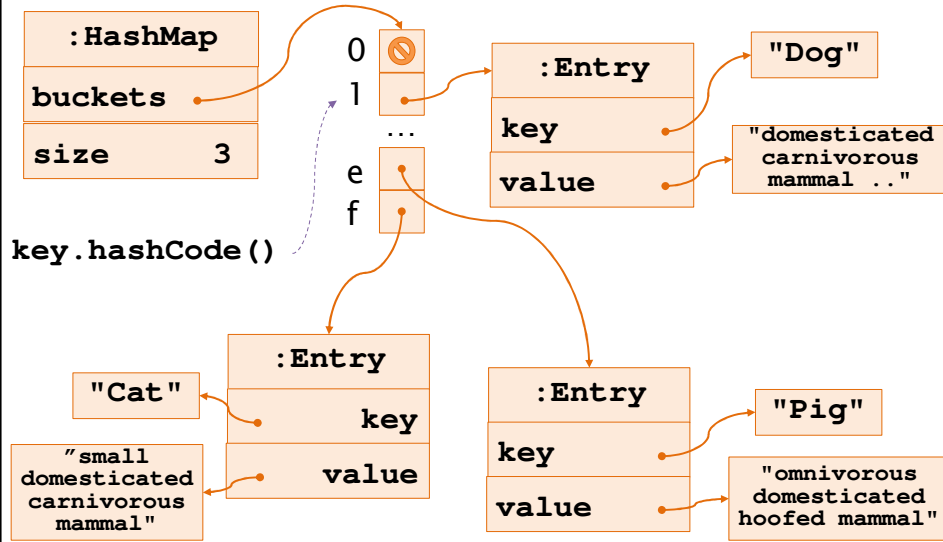 :HashMap
buckets
size 3
key.hashCode()
0
1
...
e
f
:Entry
key
value
"Dog"
"domesticated
carnivorous
mammal .."
:Entry
key
value
"Cat"
"small
domesticated
carnivorous
mammal"
:Entry
key
value
"Pig"
"omnivorous
domesticated
hoofed mammal"